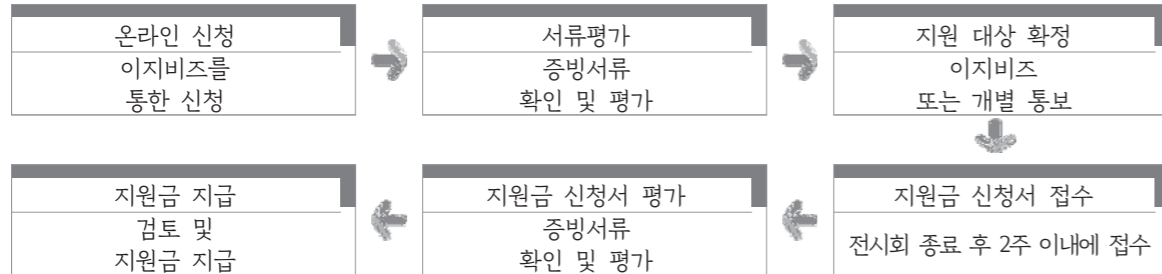 온라인 신청
이지비즈를
통한 신청
서류평가
증빙서류
확인 및 평가
지원 대상 확정
이지비즈
또는 개별 통보
지원금 신청서 접수
전시회 종료 후 2주 이내에 접수
지원금 신청서 평가
증빙서류
확인 및 평가
지원금 지급
검토 및
지원금 지급